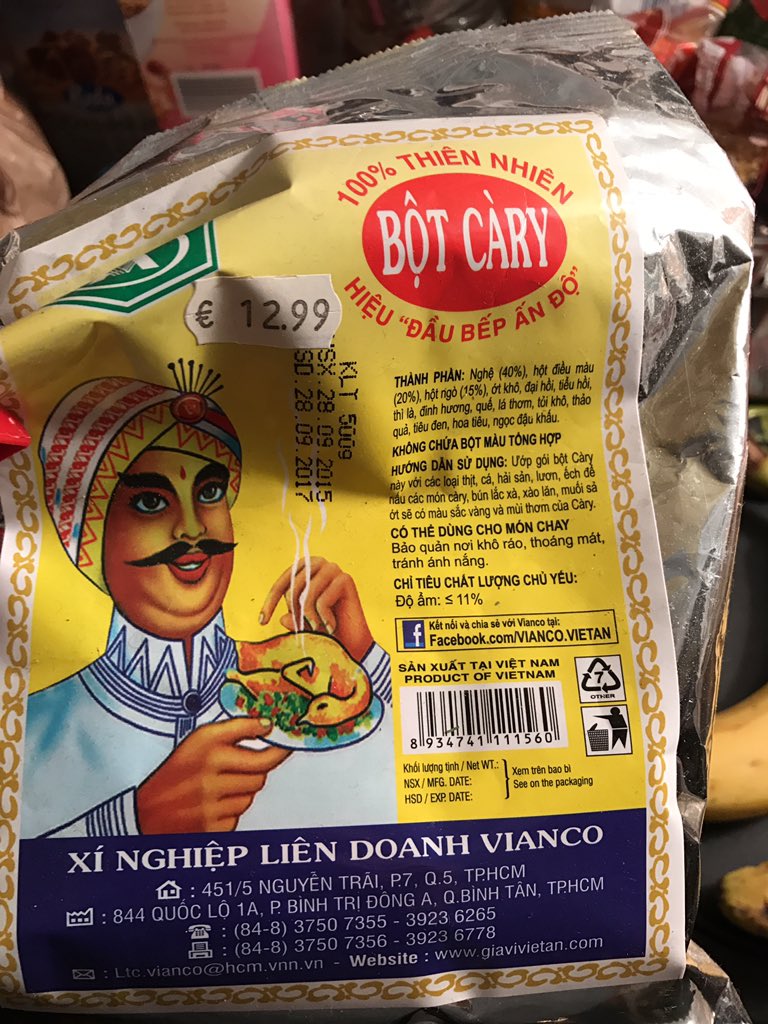 100% THIÊN NHIÊN
BỘT CÀRY
HIỆU "ĐẦU BẾP ẤN ĐỘ"
€ 12.99
KLT 5009
SX. 28.09.2015
SD. 28.09.2017
THÀNH PHẦN: Nghệ (40%), hột điều màu
(20%), hột ngò (15%), ớt khô, đại hồi, tiểu hồi,
thì là, đinh hương, quế, lá thơm, tỏi khô, thảo
quả, tiêu đen, hoa tiêu, ngọc đậu khấu.
KHÔNG CHỨA BỘT MÀU TỔNG HỢP
HƯỚNG DẪN SỬ DỤNG: Ướp gói bột Càry
này với các loại thịt, cá, hải sản, lươn, ếch để
nấu các món càry, bún lắc xà, xào lăn, muối sả
ớt sẽ có màu sắc vàng và mùi thơm của Càry.
CÓ THỂ DÙNG CHO MÓN CHAY
Bảo quản nơi khô ráo, thoáng mát,
tránh ánh nắng.
CHỈ TIÊU CHẤT LƯỢNG CHỦ YẾU:
Độ ẩm: ≤ 11%
Kết nối và chia sẻ với Vianco tại:
Facebook.com/VIANCO.VIETAN
SẢN XUẤT TẠI VIỆT NAM
PRODUCT OF VIETNAM
7
OTHER
8 934741 111560
Khối lượng tịnh / Net WT.:
NSX / MFG. DATE:
HSD / EXP. DATE:
Xem trên bao bì
See on the packaging
XÍ NGHIỆP LIÊN DOANH VIANCO
: 451/5 NGUYỄN TRÃI, P.7, Q.5, TP.HCM
: 844 QUỐC LỘ 1A, P. BÌNH TRỊ ĐÔNG A, Q.BÌNH TÂN, TP.HCM
: (84-8) 3750 7355 - 3923 6265
: (84-8) 3750 7356 - 3923 6778
: Ltc.vianco@hcm.vnn.vn - Website : www.giavivietan.com